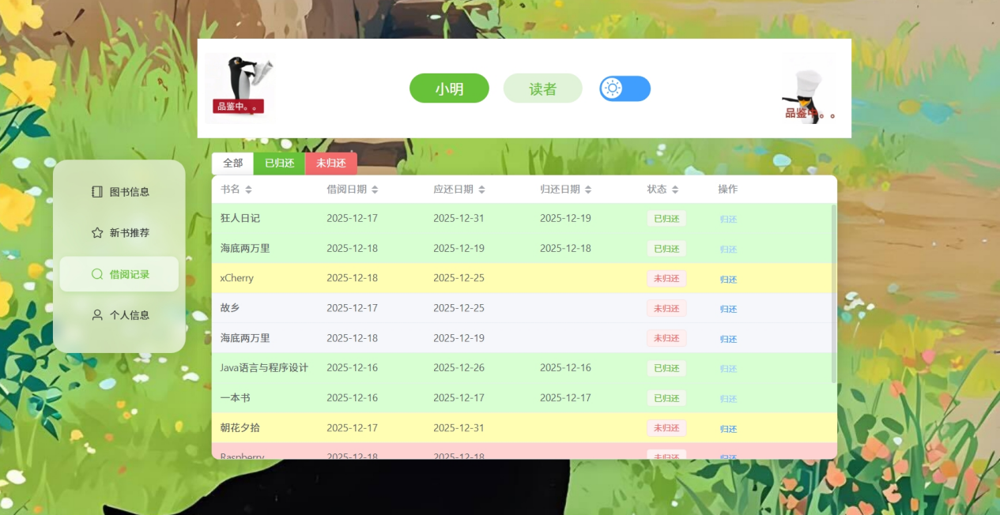 品鉴中。。
小明
读者
品鉴中。。
全部 已归还 未归还
图书信息
新书推荐
借阅记录
个人信息
书名 借阅日期 应还日期 归还日期 状态 操作
狂人日记 2025-12-17 2025-12-31 2025-12-19 已归还 归还
海底两万里 2025-12-18 2025-12-19 2025-12-18 已归还 归还
xCherry 2025-12-18 2025-12-25 未归还 归还
故乡 2025-12-17 2025-12-25 未归还 归还
海底两万里 2025-12-18 2025-12-19 未归还 归还
Java语言与程序设计 2025-12-16 2025-12-26 2025-12-16 已归还 归还
一本书 2025-12-16 2025-12-17 2025-12-17 已归还 归还
朝花夕拾 2025-12-17 2025-12-31 未归还 归还
Raspberry 2025-12-18 2025-12-18 未归还 归还